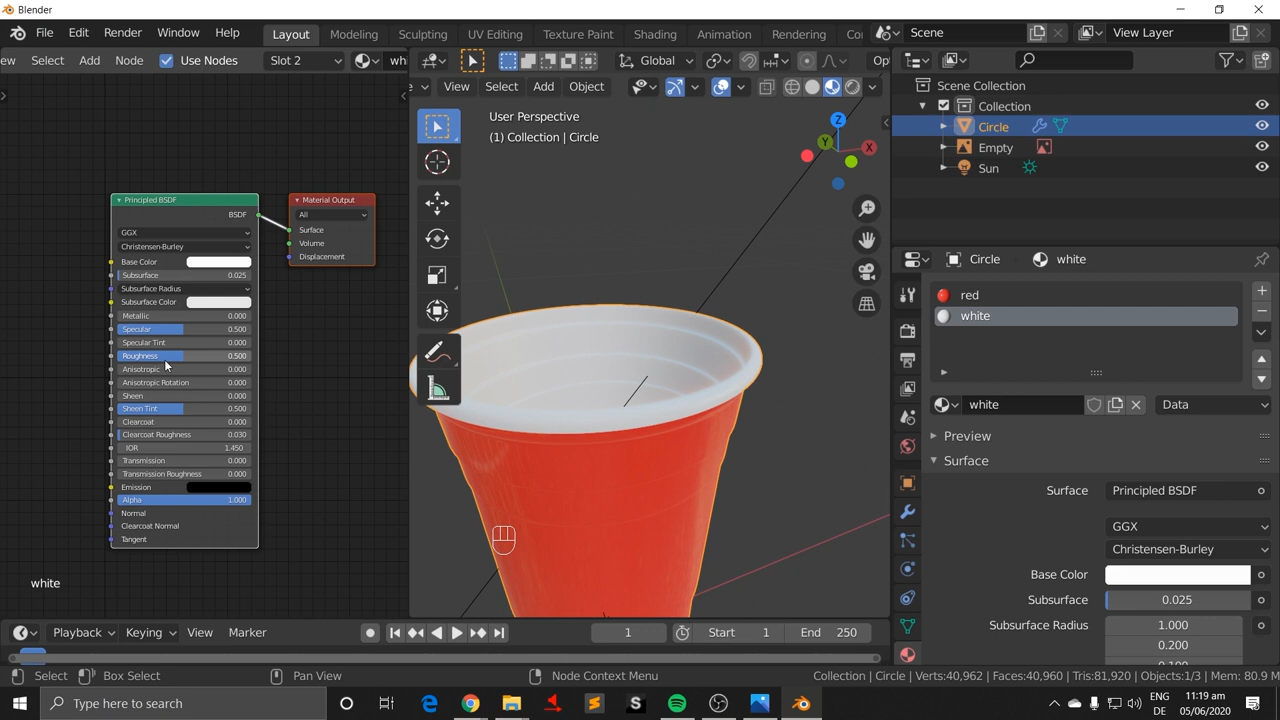 Blender
File Edit Render Window Help
Layout Modeling Sculpting UV Editing Texture Paint Shading Animation Rendering Co
Scene
View Layer
ew Select Add Node Use Nodes Slot 2 wh
Global Op
e View Select Add Object
User Perspective
(1) Collection | Circle
Z
Y
X
Principled BSDF
BSDF
GGX
Christensen-Burley
Base Color
Subsurface 0.025
Subsurface Radius
Subsurface Color
Metallic 0.000
Specular 0.500
Specular Tint 0.000
Roughness 0.500
Anisotropic 0.000
Anisotropic Rotation 0.000
Sheen 0.000
Sheen Tint 0.500
Clearcoat 0.000
Clearcoat Roughness 0.030
IOR 1.450
Transmission 0.000
Transmission Roughness 0.000
Emission
Alpha 1.000
Normal
Clearcoat Normal
Tangent
Material Output
All
Surface
Volume
Displacement
white
Scene Collection
Collection
Circle
Empty
Sun
Circle white
red
white
white Data
Preview
Surface
Surface Principled BSDF
GGX
Christensen-Burley
Base Color
Subsurface 0.025
Subsurface Radius 1.000
0.200
0.100
Playback Keying View Marker
1 Start 1 End 250
Select Box Select Pan View Node Context Menu
Collection | Circle | Verts:40,962 | Faces:40,960 | Tris:81,920 | Objects:1/3 | Mem: 80.9 M
Type here to search
ENG
DE
11:19 am
05/06/2020